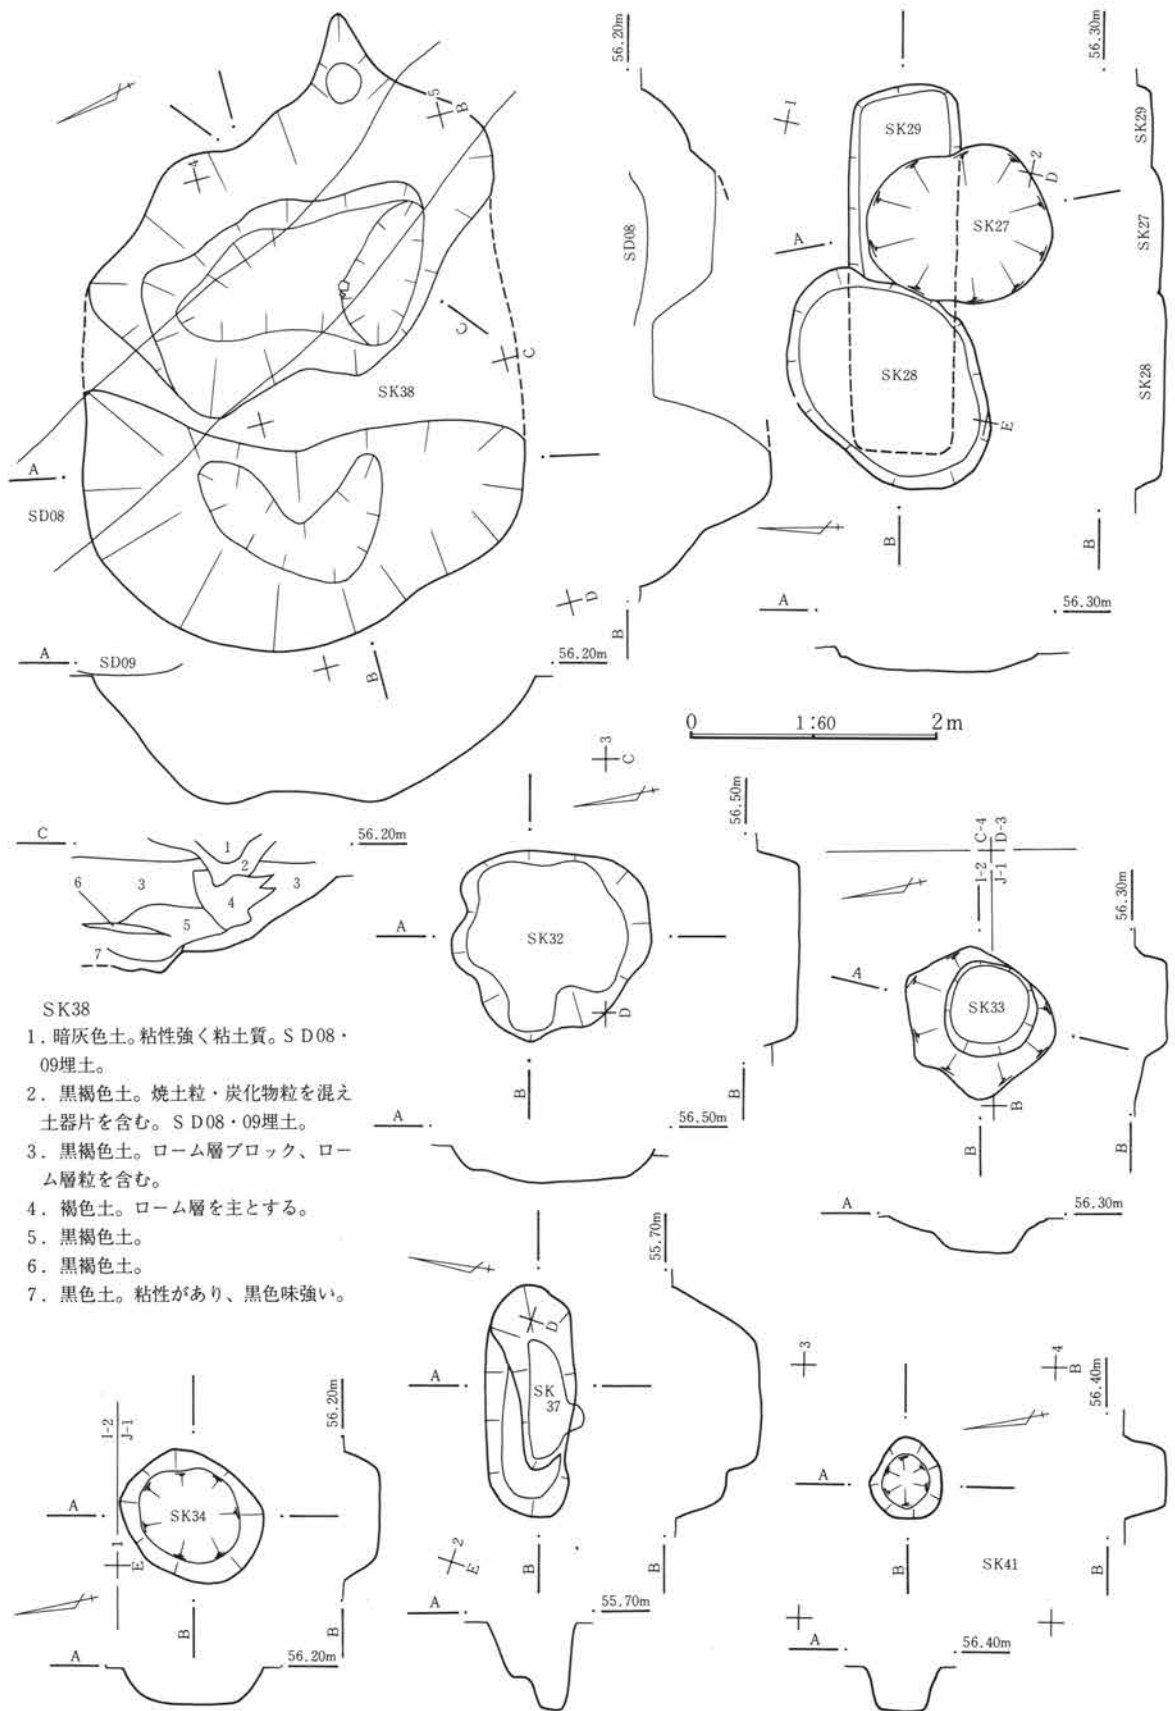 5
B
4
C
C
SK38
A
SD08
D
B
A
SD09
56.20m
56.20m
SD08
B
1
SK29
2
D
A
SK27
SK28
E
B
56.30m
SK29
SK27
SK28
B
A
56.30m
0
1:60
2m
C
56.20m
1
2
3
3
4
5
6
7
SK38
1．暗灰色土。粘性強く粘土質。ＳD08・
09埋土。
2．黒褐色土。焼土粒・炭化物粒を混え
土器片を含む。ＳD08・09埋土。
3．黒褐色土。ローム層ブロック、ロー
ム層粒を含む。
4．褐色土。ローム層を主とする。
5．黒褐色土。
6．黒褐色土。
7．黒色土。粘性があり、黒色味強い。
3
C
A
SK32
D
B
56.50m
B
A
56.50m
C-4
D-3
I-2
J-1
A
SK33
B
B
56.30m
B
A
56.30m
I-2
J-1
A
SK34
1
E
B
56.20m
B
A
56.20m
D
A
SK
37
2
E
B
55.70m
B
A
55.70m
3
4
B
A
SK41
B
56.40m
B
A
56.40m